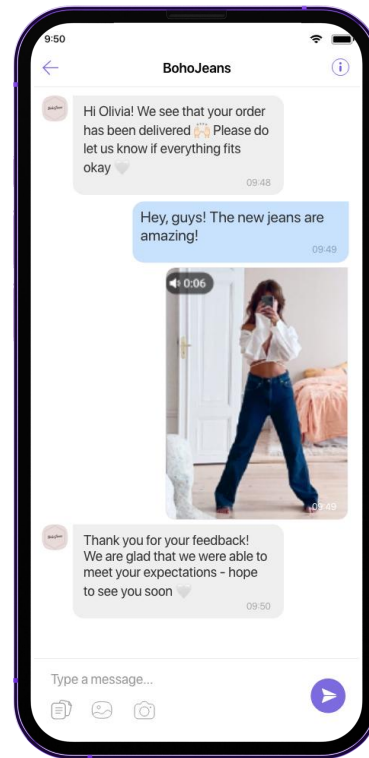 9:50
BohoJeans
Hi Olivia! We see that your order
has been delivered 🙌🏻 Please do
let us know if everything fits
okay 🤍
09:48
Hey, guys! The new jeans are
amazing!
09:49
0:06
09:49
Thank you for your feedback!
We are glad that we were able to
meet your expectations - hope
to see you soon 🤍
09:50
Type a message...